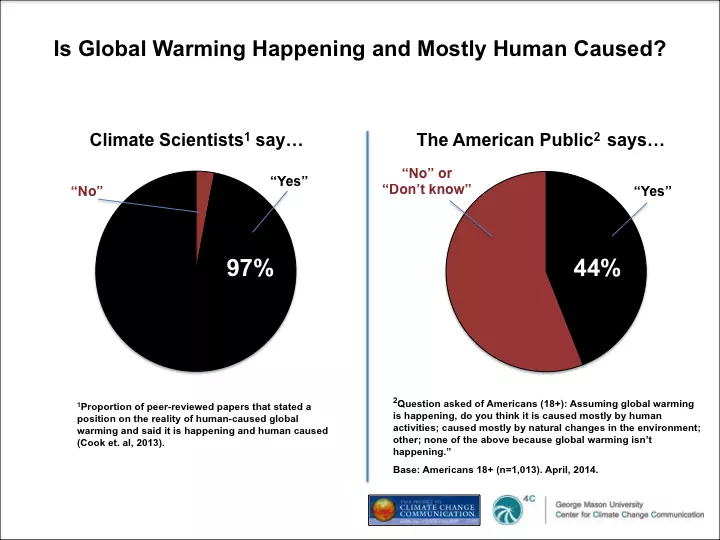 Is Global Warming Happening and Mostly Human Caused?
Climate Scientists¹ say…
The American Public² says…
“No”
“Yes”
“No” or
“Don’t know”
“Yes”
97%
44%
¹Proportion of peer-reviewed papers that stated a
position on the reality of human-caused global
warming and said it is happening and human caused
(Cook et. al, 2013).
²Question asked of Americans (18+): Assuming global warming
is happening, do you think it is caused mostly by human
activities; caused mostly by natural changes in the environment;
other; none of the above because global warming isn’t
happening.”
Base: Americans 18+ (n=1,013). April, 2014.
CLIMATE CHANGE
COMMUNICATION
4C
George Mason University
Center for Climate Change Communication